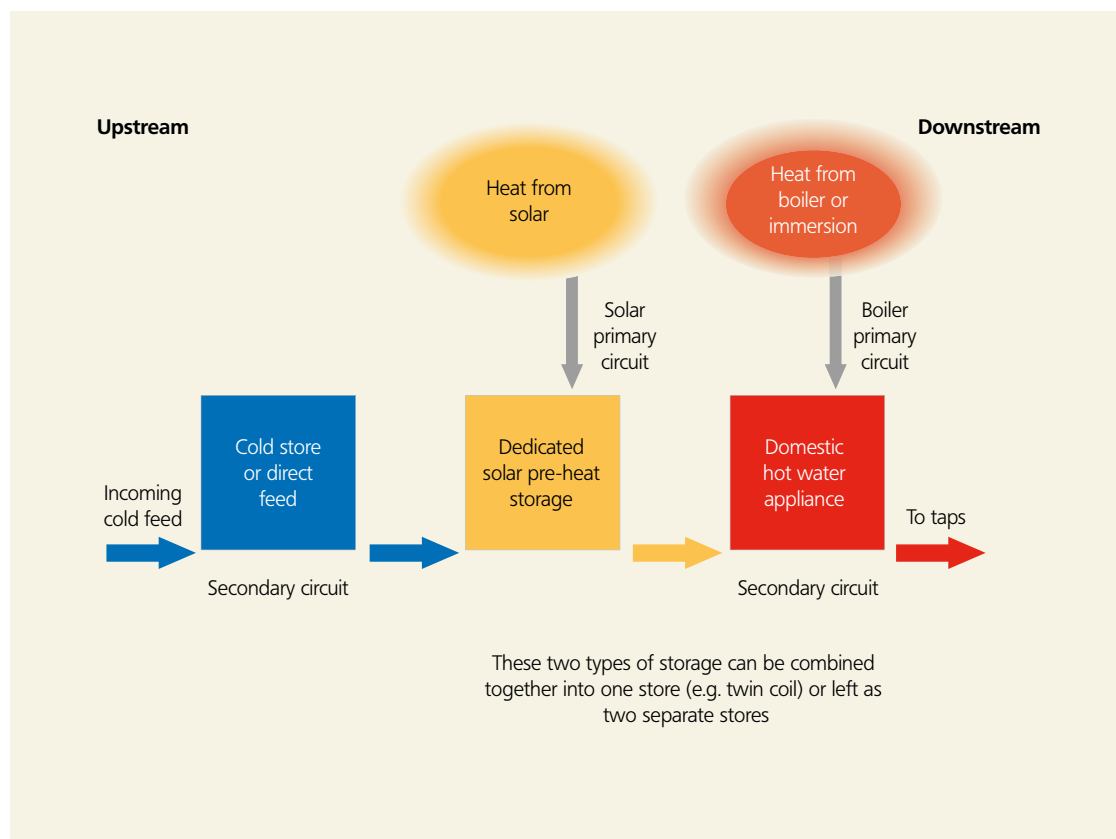 Upstream
Downstream
Heat from
solar
Heat from
boiler or
immersion
Solar
primary
circuit
Boiler
primary
circuit
Incoming
cold feed
Cold store
or direct
feed
Dedicated
solar pre-heat
storage
Domestic
hot water
appliance
To taps
Secondary circuit
Secondary circuit
These two types of storage can be combined
together into one store (e.g. twin coil) or left as
two separate stores